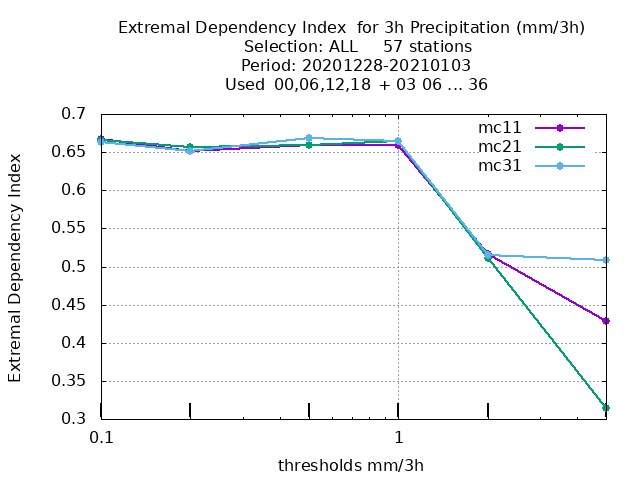 Extremal Dependency Index  for 3h Precipitation (mm/3h)
Selection: ALL     57 stations
Period: 20201228-20210103
Used  00,06,12,18 + 03 06 ... 36
mc11
mc21
mc31
0.7
0.65
0.6
0.55
0.5
0.45
0.4
0.35
0.3
Extremal Dependency Index
0.1
1
thresholds mm/3h